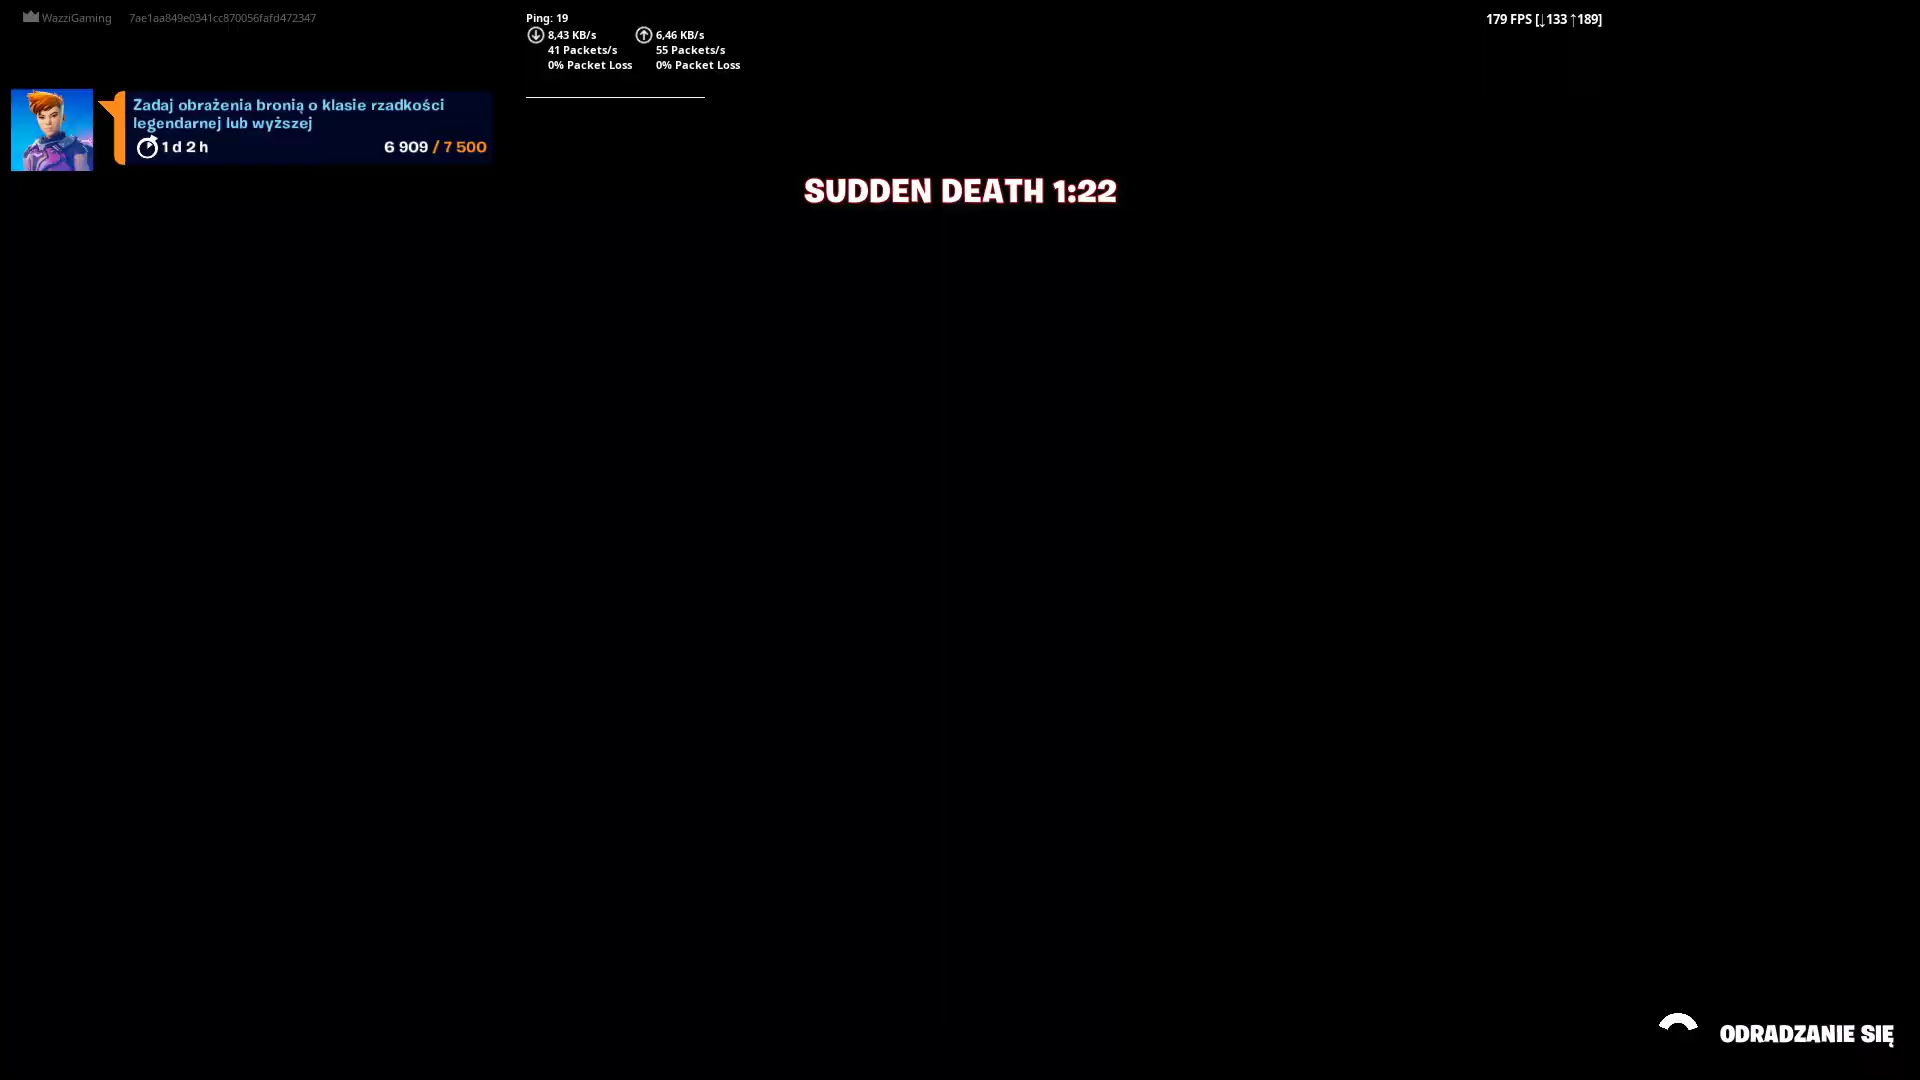 WazziGaming 7ae1aa849e0341cc870056fafd472347
Ping: 19
179 FPS [↓133 ↑189]
8,43 KB/s 6,46 KB/s
41 Packets/s 55 Packets/s
0% Packet Loss 0% Packet Loss
Zadaj obrażenia bronią o klasie rzadkości
legendarnej lub wyższej
1 d 2 h 6 909 / 7 500
SUDDEN DEATH 1:22
ODRADZANIE SIĘ